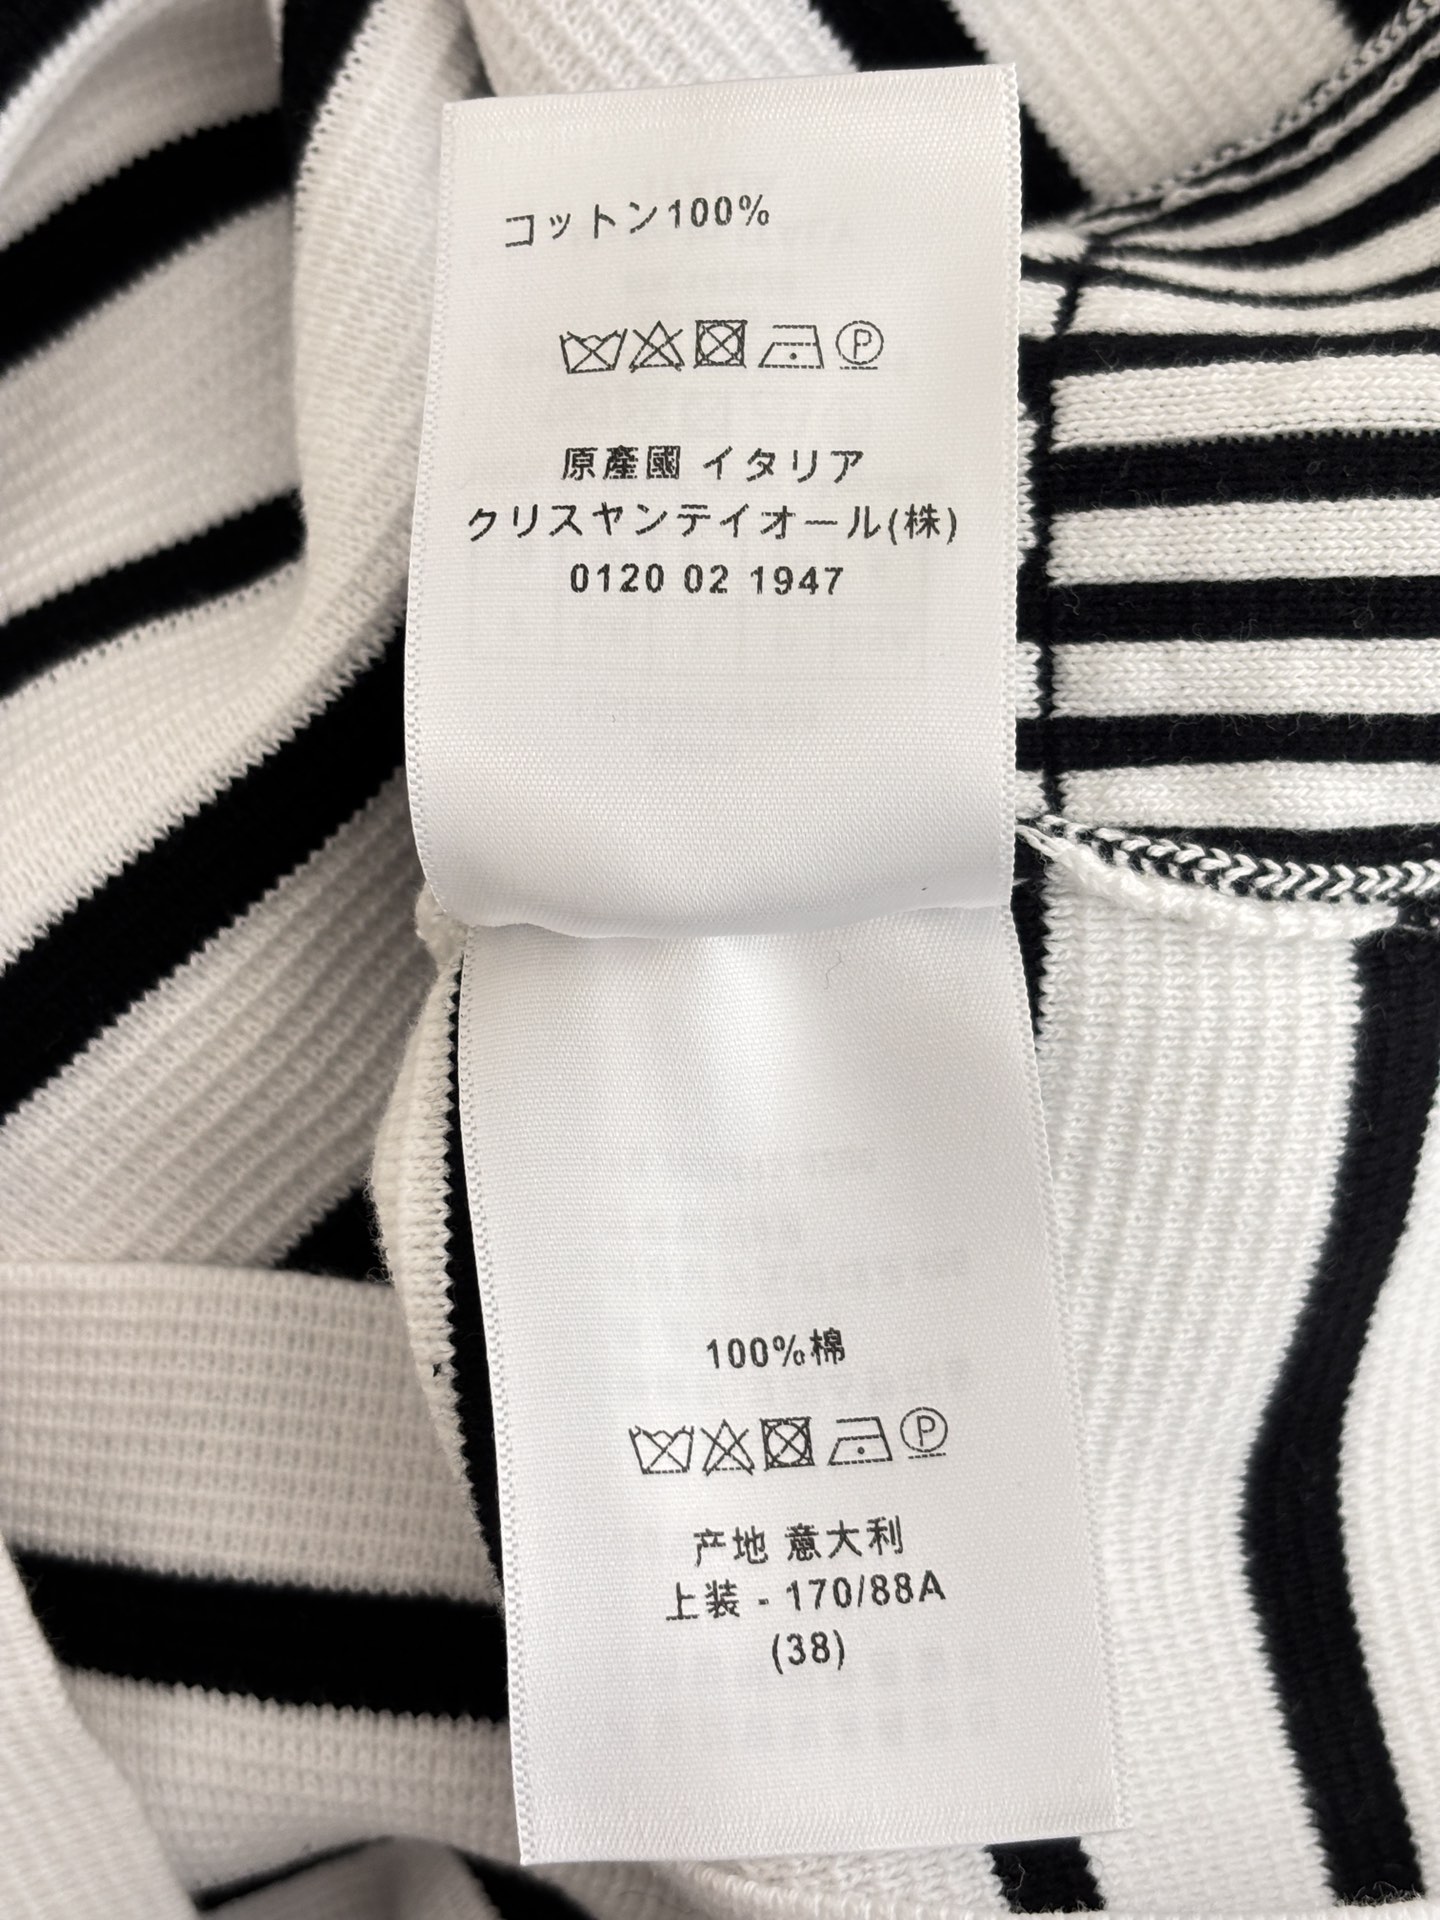 コットン100%
原產國 イタリア
クリスヤンテイオール(株)
0120 02 1947
100%棉
产地 意大利
上装 - 170/88A
(38)